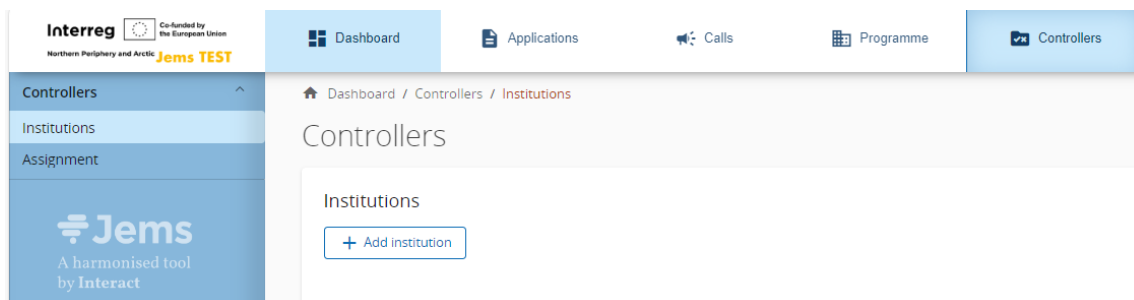 Interreg
Co-funded by
the European Union
Northern Periphery and Arctic
Jems TEST
Dashboard
Applications
Calls
Programme
Controllers
Controllers
Institutions
Assignment
Jems
A harmonised tool
by Interact
Dashboard / Controllers / Institutions
Controllers
Institutions
+ Add institution